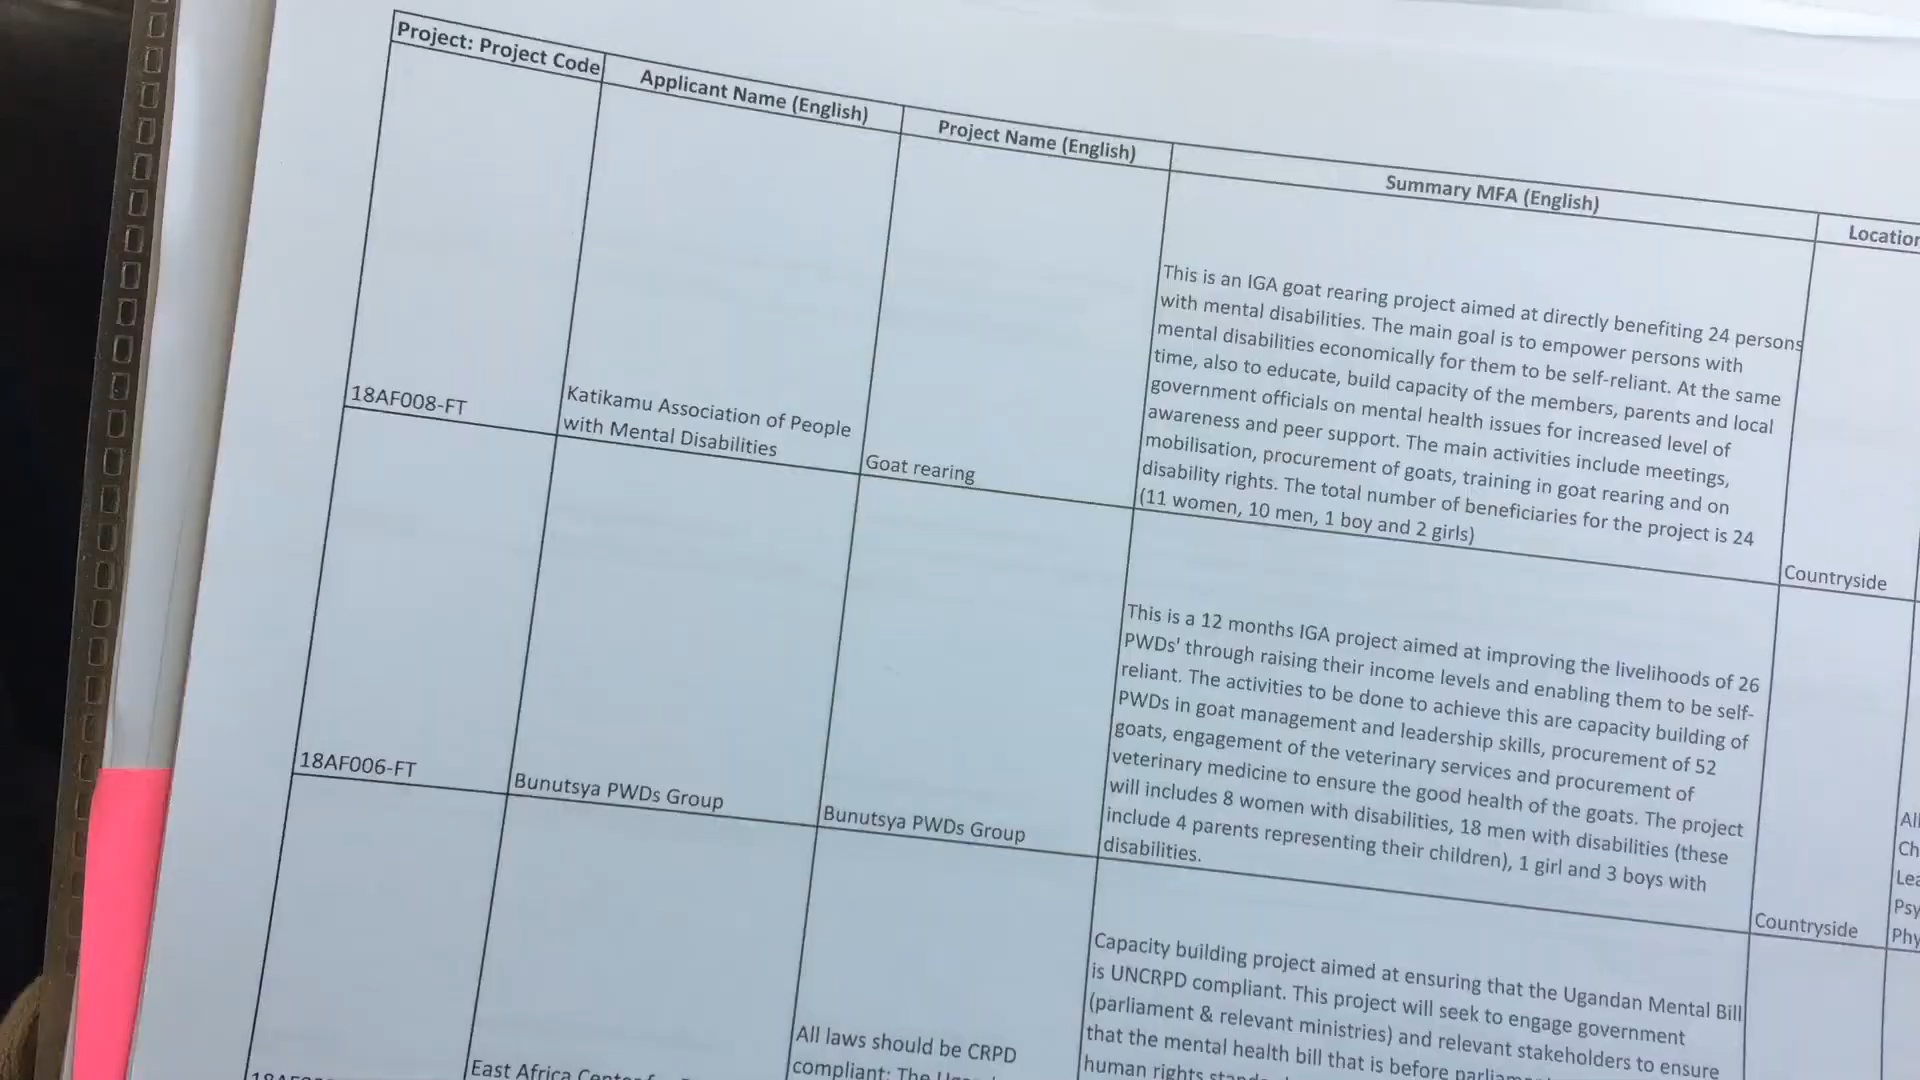 Project: Project Code
Applicant Name (English)
Project Name (English)
Summary MFA (English)
18AF008-FT
Katikamu Association of People
with Mental Disabilities
Goat rearing
This is an IGA goat rearing project aimed at directly benefiting 24 persons
with mental disabilities. The main goal is to empower persons with
mental disabilities economically for them to be self-reliant. At the same
time, also to educate, build capacity of the members, parents and local
government officials on mental health issues for increased level of
awareness and peer support. The main activities include meetings,
mobilisation, procurement of goats, training in goat rearing and on
disability rights. The total number of beneficiaries for the project is 24
(11 women, 10 men, 1 boy and 2 girls)
Countryside
18AF006-FT
Bunutsya PWDs Group
Bunutsya PWDs Group
This is a 12 months IGA project aimed at improving the livelihoods of 26
PWDs' through raising their income levels and enabling them to be self-
reliant. The activities to be done to achieve this are capacity building of
PWDs in goat management and leadership skills, procurement of 52
goats, engagement of the veterinary services and procurement of
veterinary medicine to ensure the good health of the goats. The project
will includes 8 women with disabilities, 18 men with disabilities (these
include 4 parents representing their children), 1 girl and 3 boys with
disabilities.
Countryside
East Africa
All laws should be CRPD
compliant: The
Capacity building project aimed at ensuring that the Ugandan Mental Bill
is UNCRPD compliant. This project will seek to engage government
(parliament & relevant ministries) and relevant stakeholders to ensure
that the mental health bill that is before
human rights